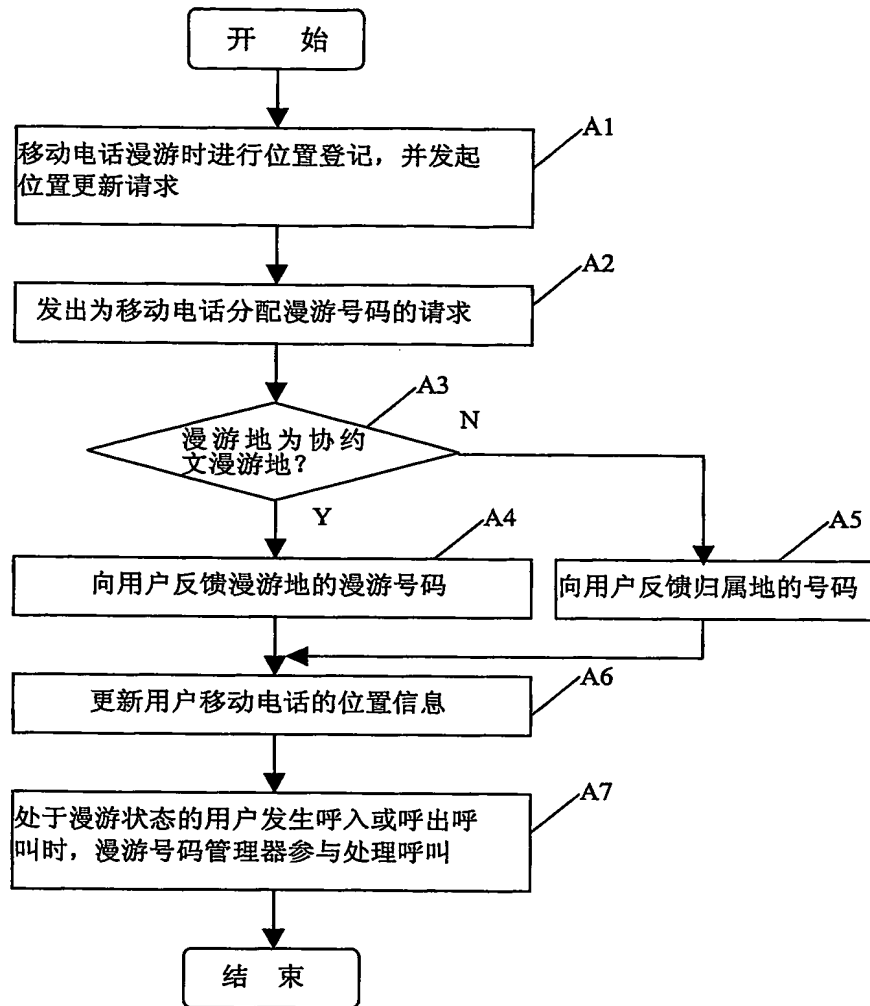 开 始
A1
移动电话漫游时进行位置登记，并发起
位置更新请求
A2
发出为移动电话分配漫游号码的请求
A3
N
漫游地为协约
文漫游地?
Y
A4
A5
向用户反馈漫游地的漫游号码
向用户反馈归属地的号码
A6
更新用户移动电话的位置信息
A7
处于漫游状态的用户发生呼入或呼出呼
叫时，漫游号码管理器参与处理呼叫
结 束